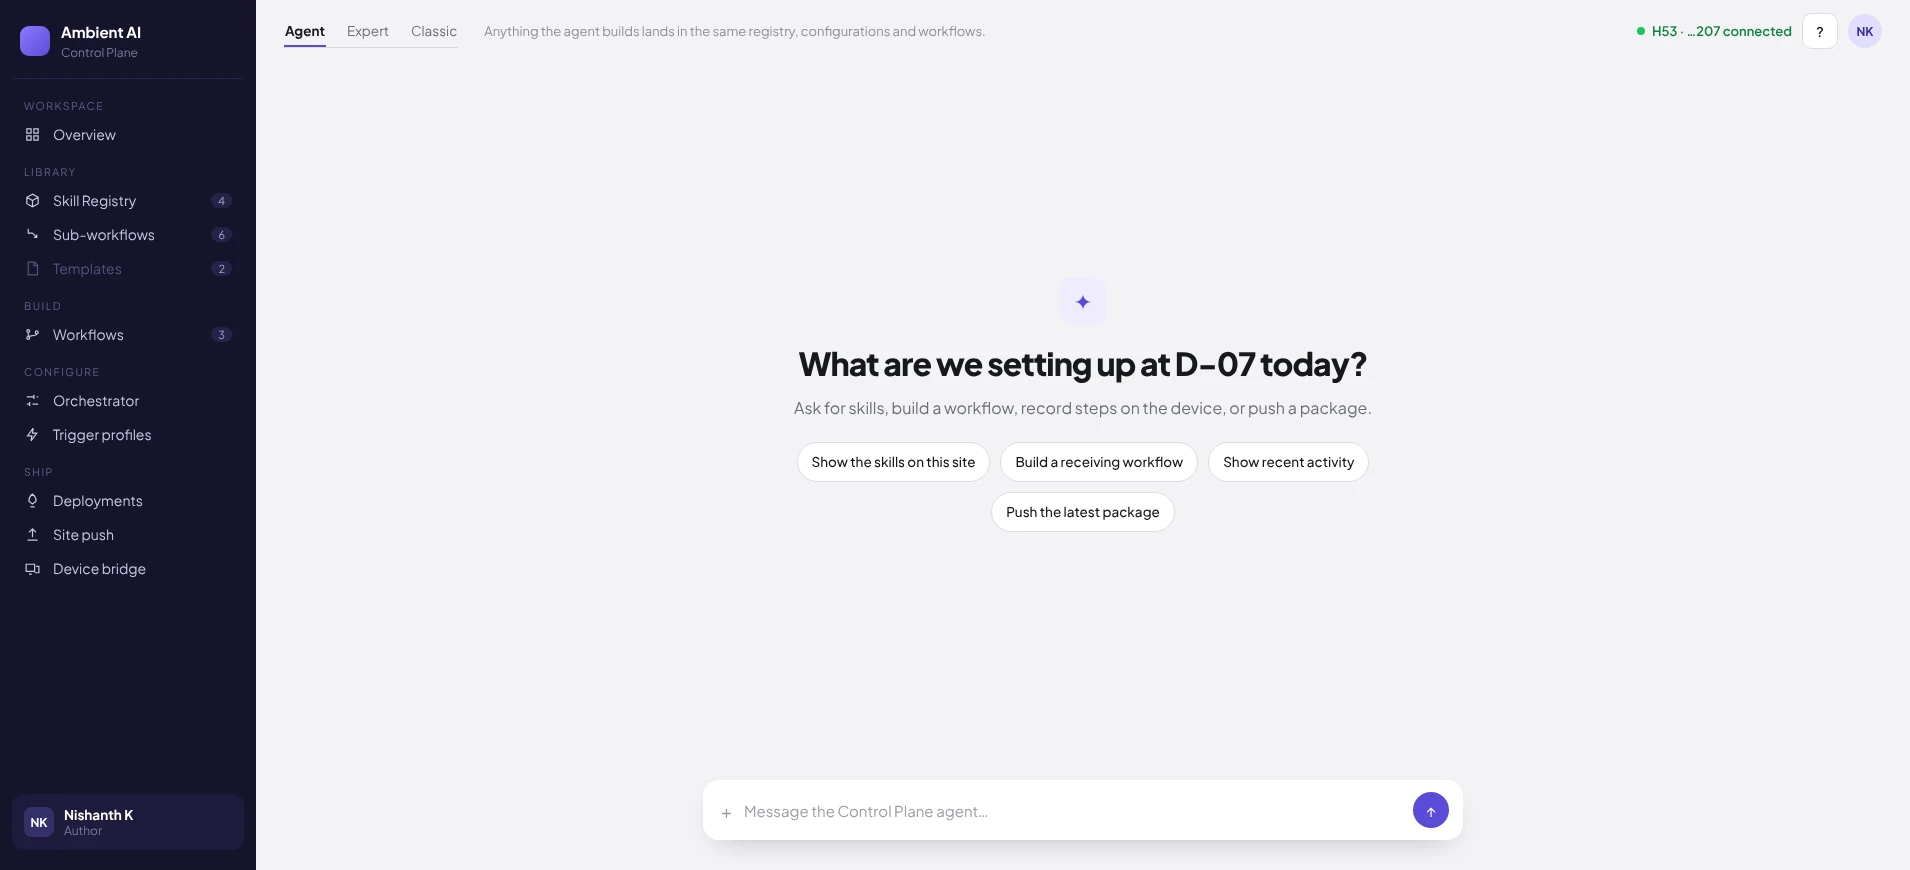 Ambient AI
Control Plane
WORKSPACE
Overview
LIBRARY
Skill Registry 4
Sub-workflows 6
Templates 2
BUILD
Workflows 3
CONFIGURE
Orchestrator
Trigger profiles
SHIP
Deployments
Site push
Device bridge
NK Nishanth K
Author
Agent Expert Classic Anything the agent builds lands in the same registry, configurations and workflows.
H53 · …207 connected ? NK
What are we setting up at D-07 today?
Ask for skills, build a workflow, record steps on the device, or push a package.
Show the skills on this site Build a receiving workflow Show recent activity
Push the latest package
+ Message the Control Plane agent… ↑